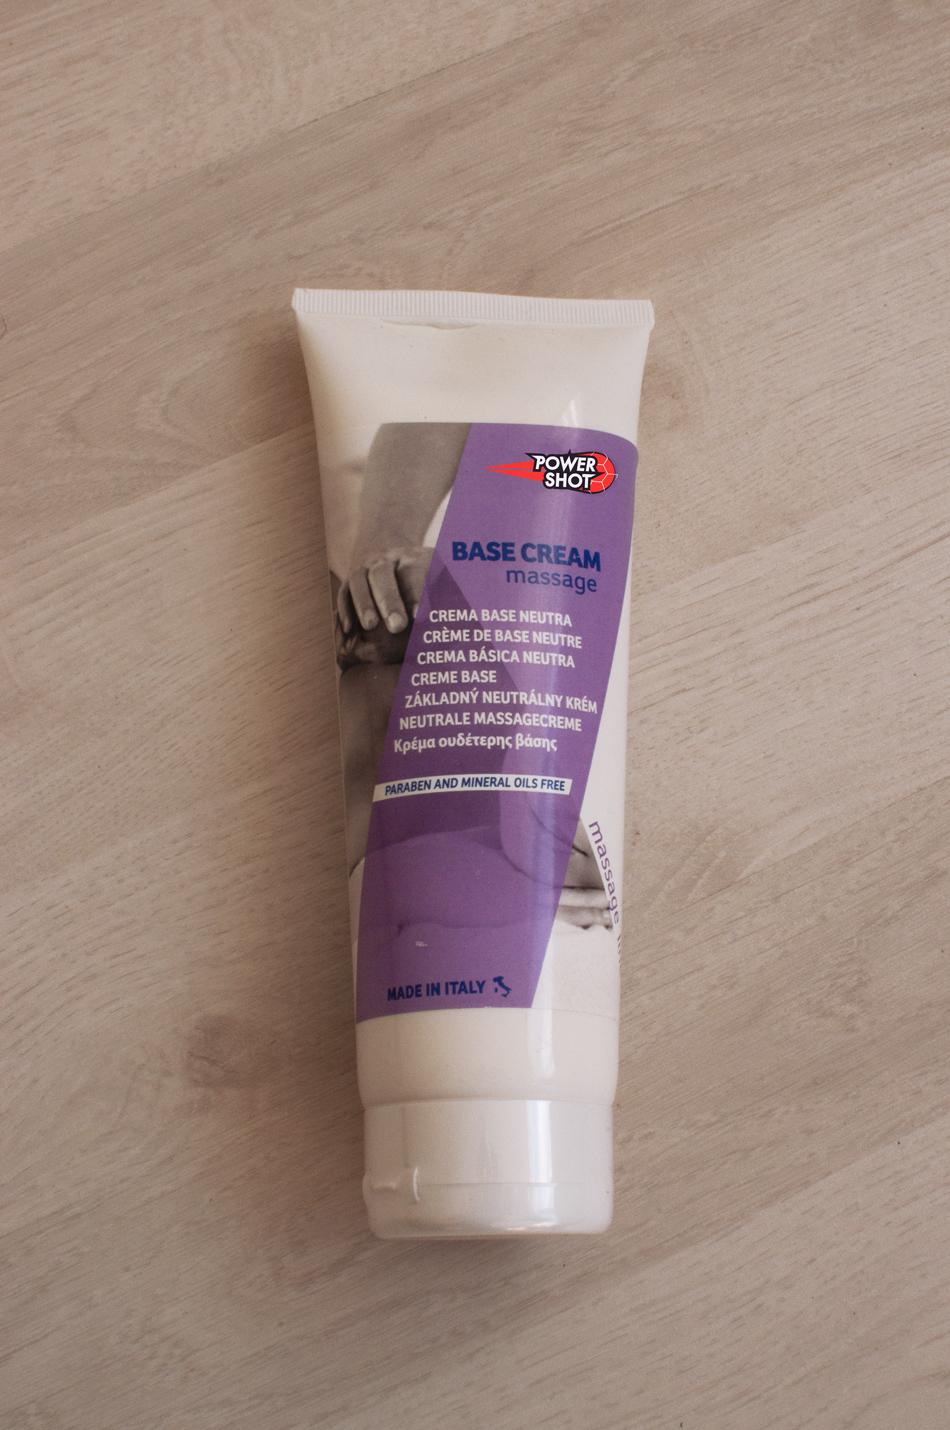 POWER
SHOT
BASE CREAM
massage
CREMA BASE NEUTRA
CRÈME DE BASE NEUTRE
CREMA BÁSICA NEUTRA
CREME BASE
ZÁKLADNÝ NEUTRÁLNY KRÉM
NEUTRALE MASSAGECREME
Κρέμα ουδέτερης βάσης
PARABEN AND MINERAL OILS FREE
massage
MADE IN ITALY